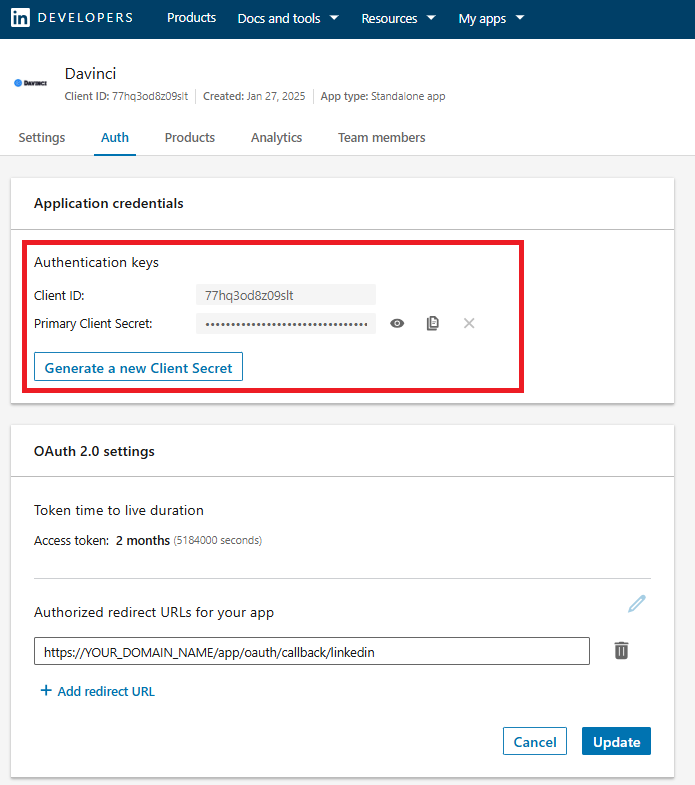 in DEVELOPERS Products Docs and tools Resources My apps
DAVINCI
Davinci
Client ID: 77hq3od8z09slt Created: Jan 27, 2025 App type: Standalone app
Settings Auth Products Analytics Team members
Application credentials
Authentication keys
Client ID: 77hq3od8z09slt
Primary Client Secret: ••••••••••••••••••••••••••••••••
Generate a new Client Secret
OAuth 2.0 settings
Token time to live duration
Access token: 2 months (5184000 seconds)
Authorized redirect URLs for your app
https://YOUR_DOMAIN_NAME/app/oauth/callback/linkedin
+ Add redirect URL
Cancel Update